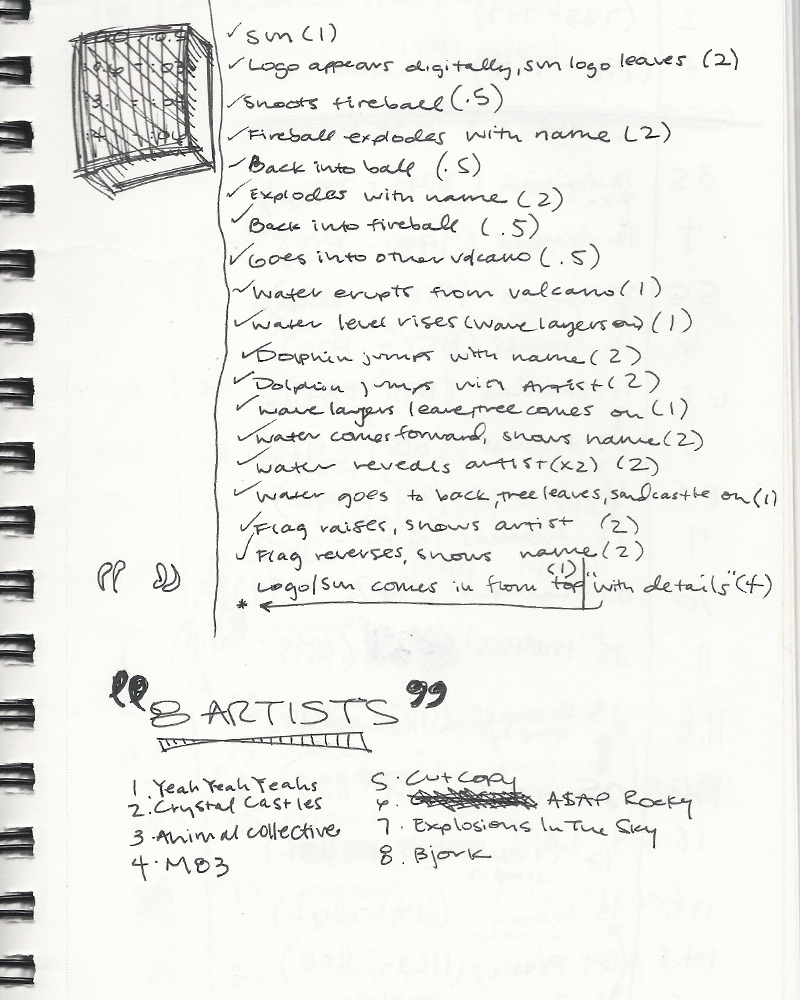 ✓ Sun (1)
✓ Logo appears digitally, sun logo leaves (2)
✓ Shoots fireball (.5)
✓ Fireball explodes with name (2)
✓ Back into ball (.5)
✓ Explodes with name (2)
✓ Back into fireball (.5)
✓ Goes into other volcano (.5)
✓ Water erupts from valcano (1)
✓ Water level rises (wave layers on) (1)
✓ Dolphin jumps with name (2)
✓ Dolphin jumps with Artist (2)
✓ Wave layers leave, tree comes on (1)
✓ Water comes forward, shows name (2)
✓ Water reveals artist (x2) (2)
✓ Water goes to back, tree leaves, sandcastle on (1)
✓ Flag raises, shows artist (2)
✓ Flag reverses, shows name (2)
Logo/Sun comes in from top (1) "with details" (4)
*
"8 ARTISTS"
1. Yeah Yeah Yeahs
2. Crystal Castles
3. Animal collective
4. M83
5. Cut copy
6. A$AP Rocky
7. Explosions In The Sky
8. Bjork